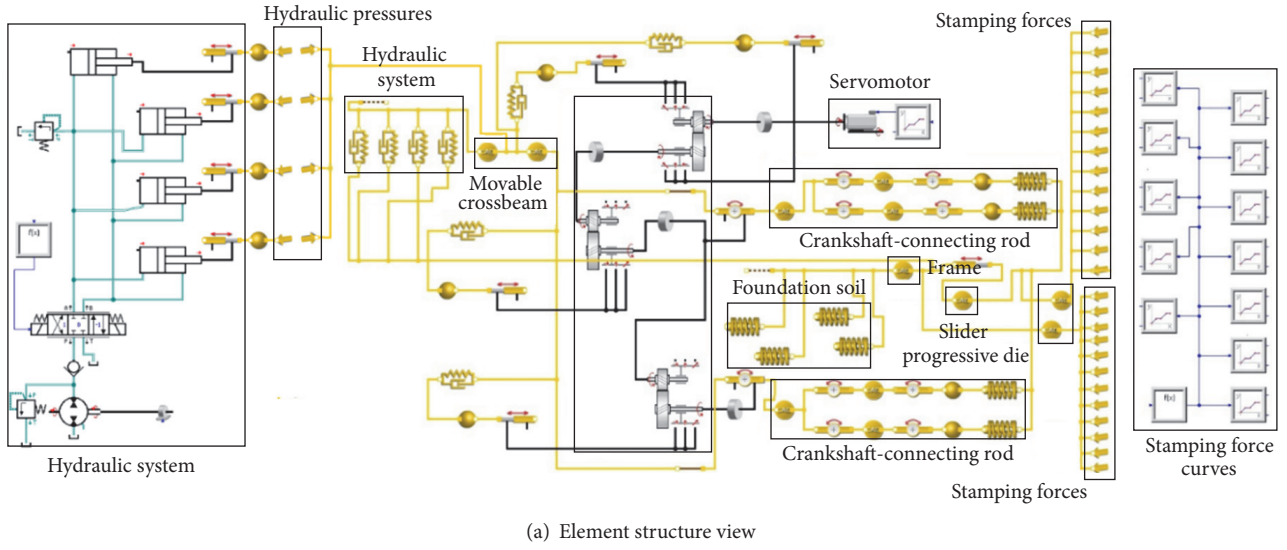 Hydraulic pressures
Stamping forces
Hydraulic
system
Servomotor
Movable
crossbeam
Crankshaft-connecting rod
Frame
Foundation soil
f(x)
Slider
progressive die
f(x)
Crankshaft-connecting rod
Stamping force
curves
Hydraulic system
Stamping forces
(a) Element structure view